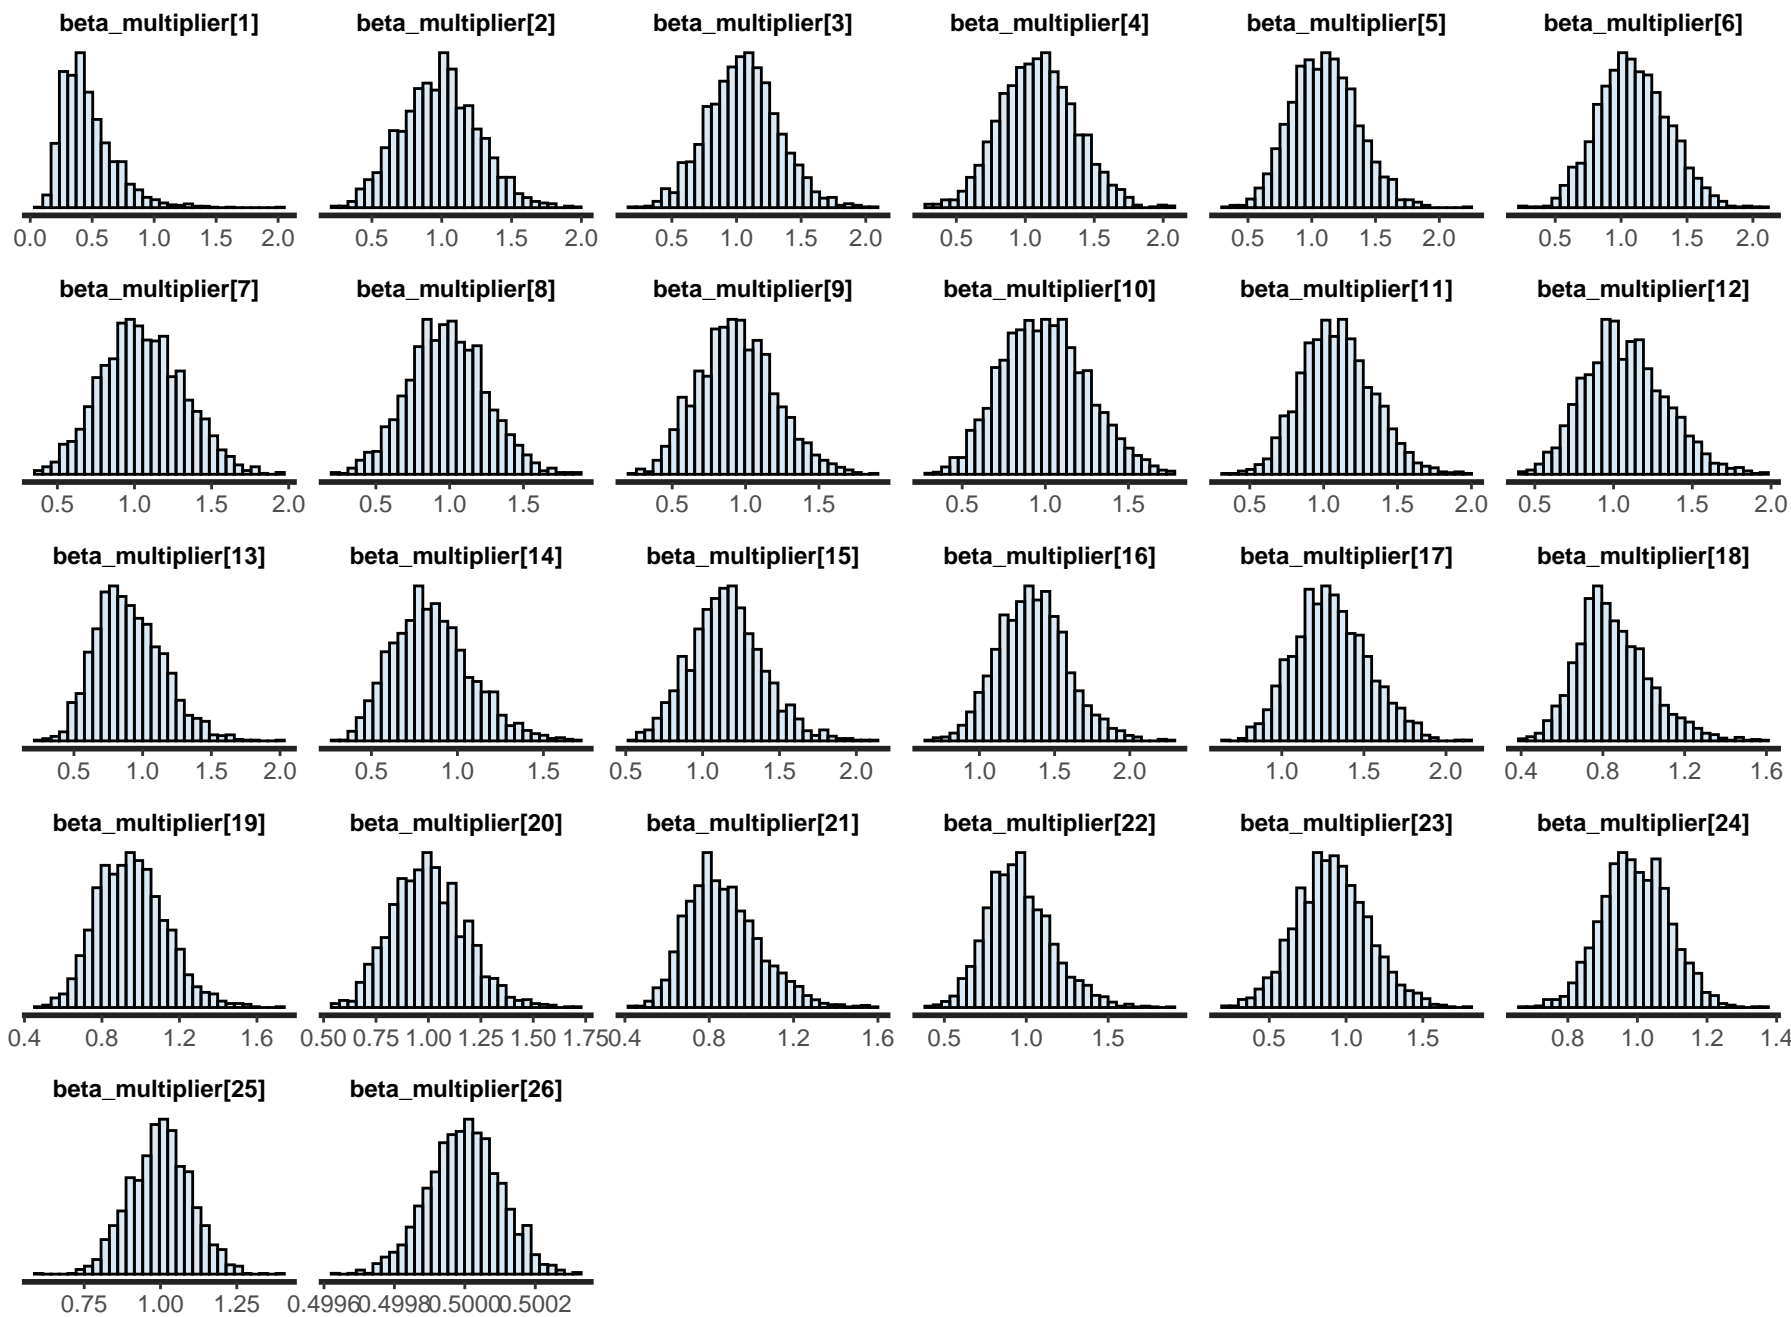 beta_multiplier[1] beta_multiplier[2] beta_multiplier[3] beta_multiplier[4] beta_multiplier[5] beta_multiplier[6]
0.0 0.5 1.0 1.5 2.0 0.5 1.0 1.5 2.0 0.5 1.0 1.5 2.0 0.5 1.0 1.5 2.0 0.5 1.0 1.5 2.0 0.5 1.0 1.5 2.0
beta_multiplier[7] beta_multiplier[8] beta_multiplier[9] beta_multiplier[10] beta_multiplier[11] beta_multiplier[12]
0.5 1.0 1.5 2.0 0.5 1.0 1.5 0.5 1.0 1.5 0.5 1.0 1.5 0.5 1.0 1.5 2.0 0.5 1.0 1.5 2.0
beta_multiplier[13] beta_multiplier[14] beta_multiplier[15] beta_multiplier[16] beta_multiplier[17] beta_multiplier[18]
0.5 1.0 1.5 2.0 0.5 1.0 1.5 0.5 1.0 1.5 2.0 1.0 1.5 2.0 1.0 1.5 2.0 0.4 0.8 1.2 1.6
beta_multiplier[19] beta_multiplier[20] beta_multiplier[21] beta_multiplier[22] beta_multiplier[23] beta_multiplier[24]
0.4 0.8 1.2 1.6 0.50 0.75 1.00 1.25 1.50 1.75 0.4 0.8 1.2 1.6 0.5 1.0 1.5 0.5 1.0 1.5 0.8 1.0 1.2 1.4
beta_multiplier[25] beta_multiplier[26]
0.75 1.00 1.25 0.4996 0.4998 0.5000 0.5002